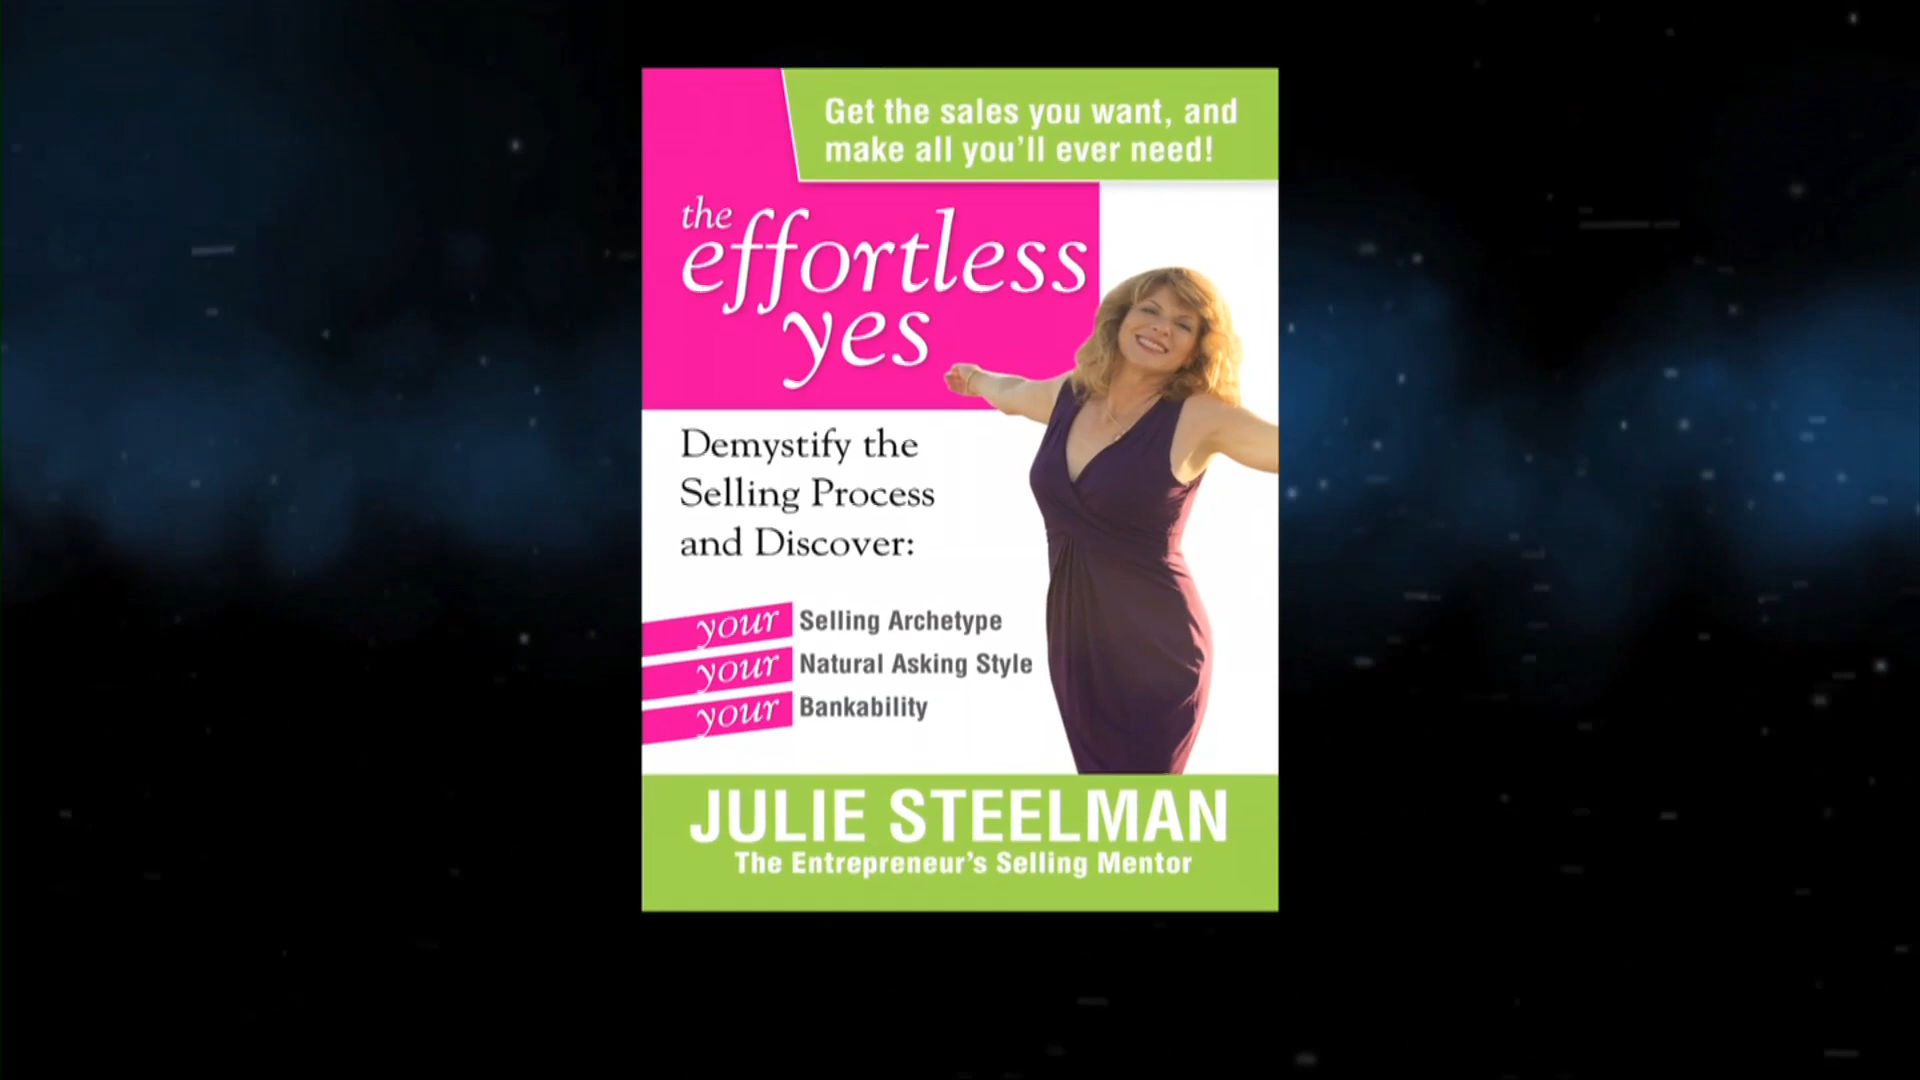 Get the sales you want, and
make all you'll ever need!
the
effortless
yes
Demystify the
Selling Process
and Discover:
your Selling Archetype
your Natural Asking Style
your Bankability
JULIE STEELMAN
The Entrepreneur's Selling Mentor